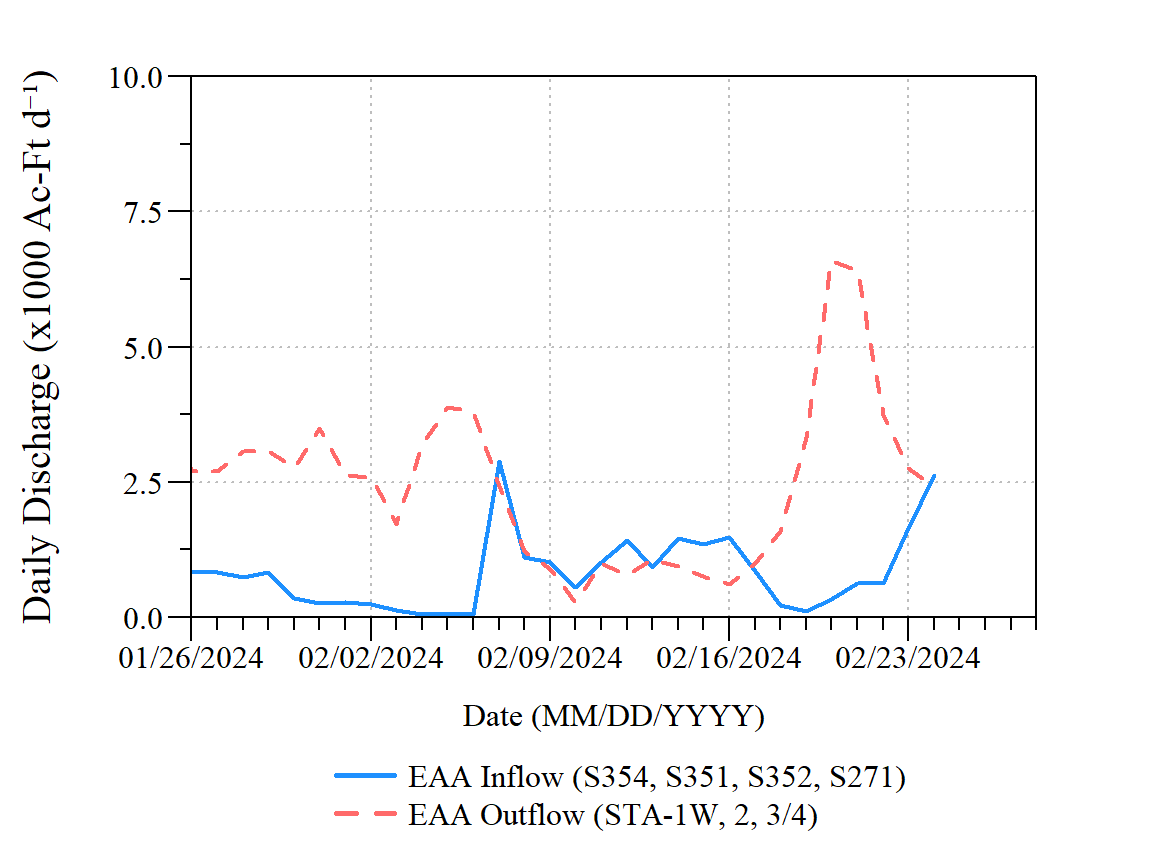 Daily Discharge (x1000 Ac-Ft d⁻¹)
10.0
7.5
5.0
2.5
0.0
01/26/2024 02/02/2024 02/09/2024 02/16/2024 02/23/2024
Date (MM/DD/YYYY)
EAA Inflow (S354, S351, S352, S271)
EAA Outflow (STA-1W, 2, 3/4)